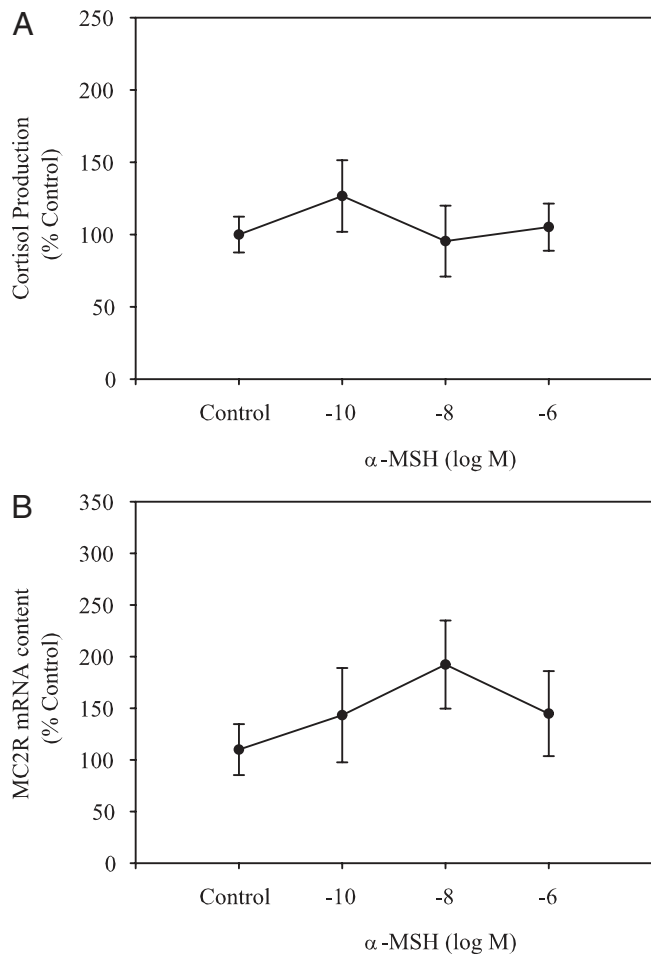 A
Cortisol Production
(% Control)
250
200
150
100
50
0
Control -10 -8 -6
α-MSH (log M)
B
MC2R mRNA content
(% Control)
350
300
250
200
150
100
50
0
Control -10 -8 -6
α-MSH (log M)